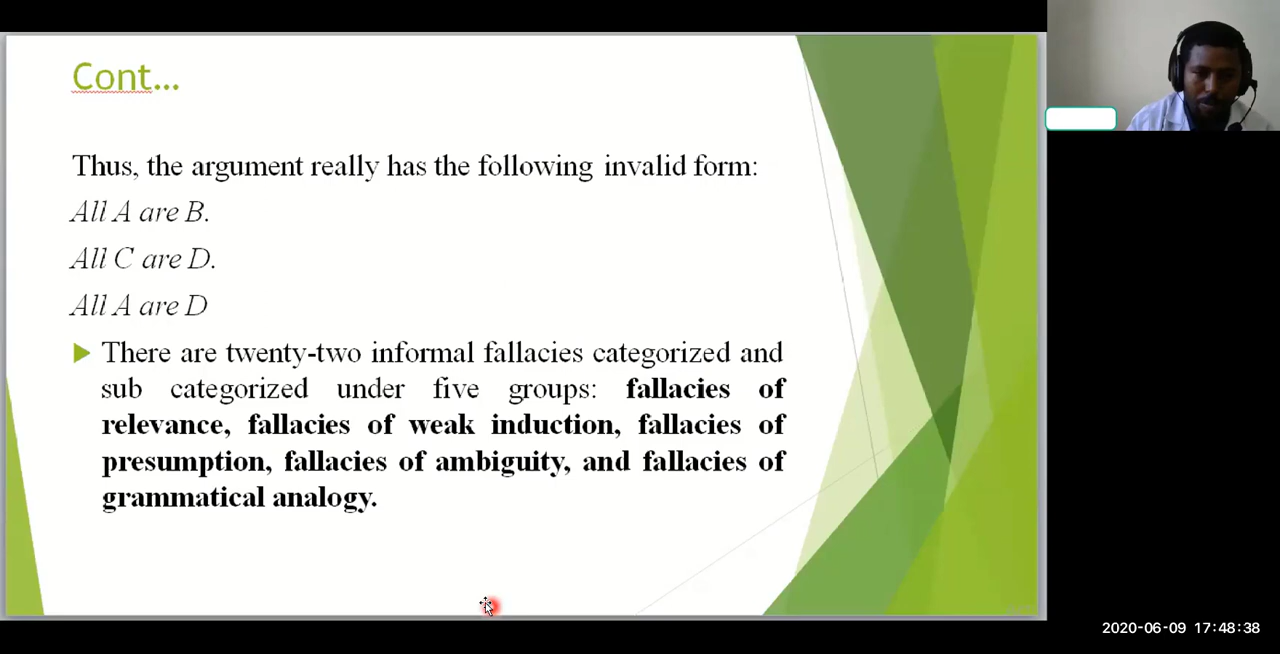 Cont...
Thus, the argument really has the following invalid form:
All A are B.
All C are D.
All A are D
There are twenty-two informal fallacies categorized and
sub categorized under five groups: fallacies of
relevance, fallacies of weak induction, fallacies of
presumption, fallacies of ambiguity, and fallacies of
grammatical analogy.
2020-06-09 17:48:38